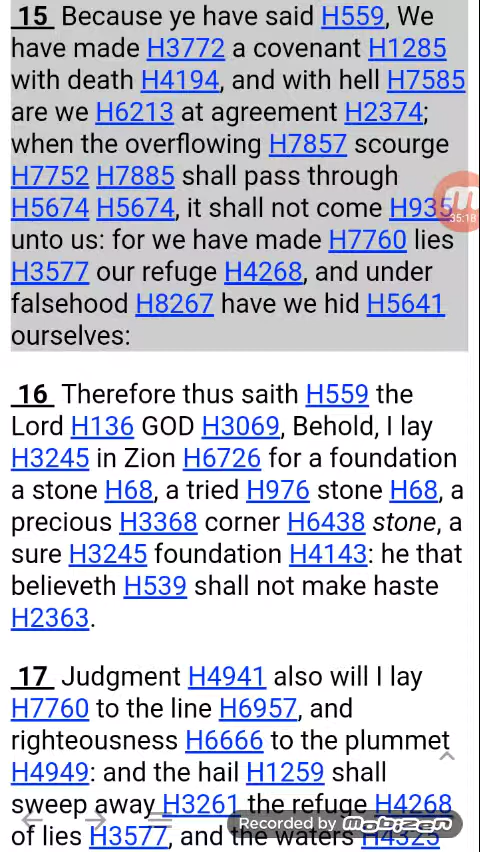 15 Because ye have said H559, We
have made H3772 a covenant H1285
with death H4194, and with hell H7585
are we H6213 at agreement H2374;
when the overflowing H7857 scourge
H7752 H7885 shall pass through
H5674 H5674, it shall not come H935
35:18
unto us: for we have made H7760 lies
H3577 our refuge H4268, and under
falsehood H8267 have we hid H5641
ourselves:
16 Therefore thus saith H559 the
Lord H136 GOD H3069, Behold, I lay
H3245 in Zion H6726 for a foundation
a stone H68, a tried H976 stone H68, a
precious H3368 corner H6438 stone, a
sure H3245 foundation H4143: he that
believeth H539 shall not make haste
H2363.
17 Judgment H4941 also will I lay
H7760 to the line H6957, and
righteousness H6666 to the plummet
H4949: and the hail H1259 shall
sweep away H3261 the refuge H4268
Recorded by Mobizen
of lies H3577, and the waters H4325